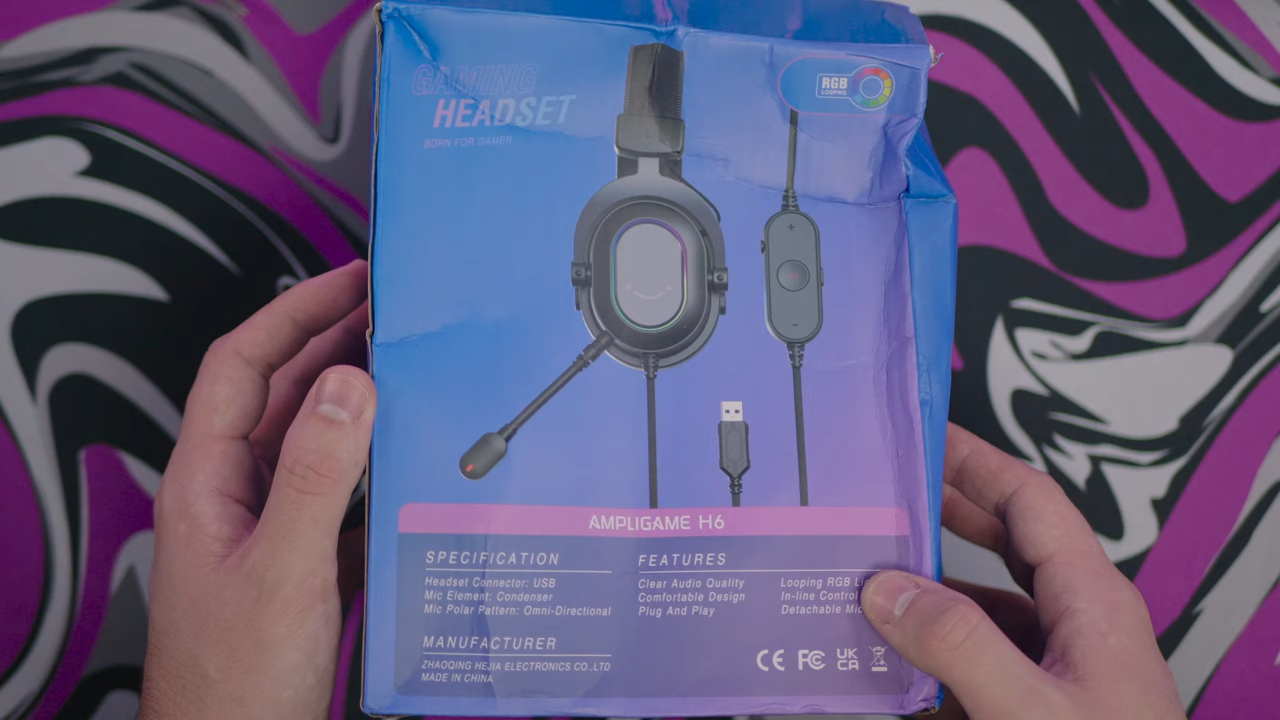 GAMING
HEADSET
BORN FOR GAMER
RGB
LOOPING
+
−
AMPLIGAME H6
SPECIFICATION
Headset Connector: USB
Mic Element: Condenser
Mic Polar Pattern: Omni-Directional
MANUFACTURER
ZHAOQING HEJIA ELECTRONICS CO.,LTD
MADE IN CHINA
FEATURES
Clear Audio Quality
Comfortable Design
Plug And Play
Looping RGB
In-line Control
Detachable
CE FC UK
CA